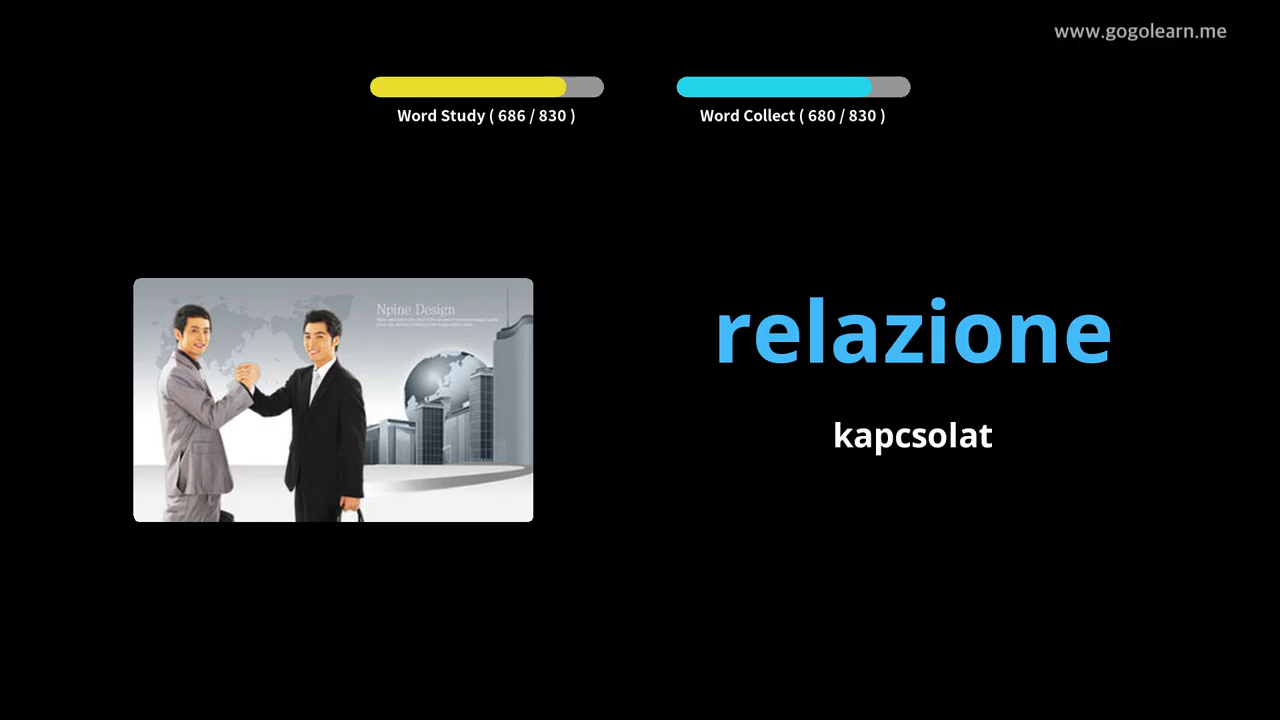 www.gogolearn.me
Word Study ( 686 / 830 )
Word Collect ( 680 / 830 )
Npine Design
relazione
kapcsolat